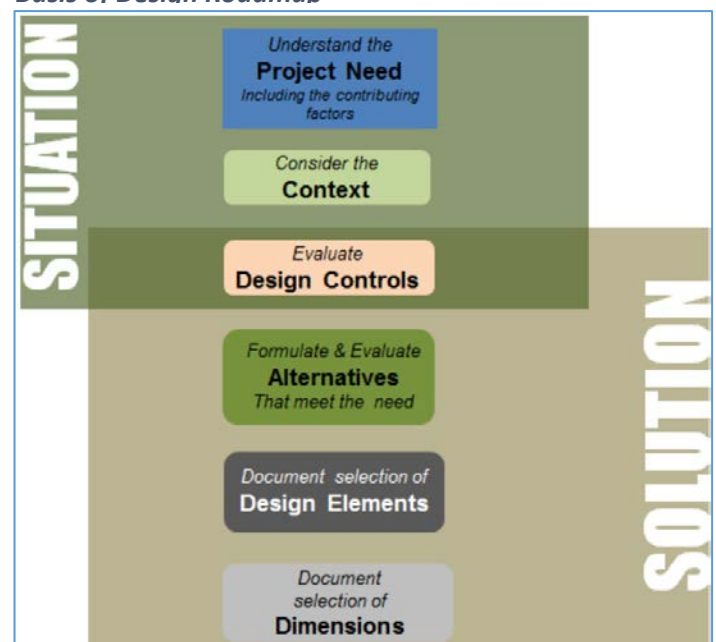 Basis of Design Roadmap
SITUATION
Understand the
Project Need
Including the contributing
factors
Consider the
Context
Evaluate
Design Controls
Formulate & Evaluate
Alternatives
That meet the need
Document selection of
Design Elements
Document
selection of
Dimensions
SOLUTION